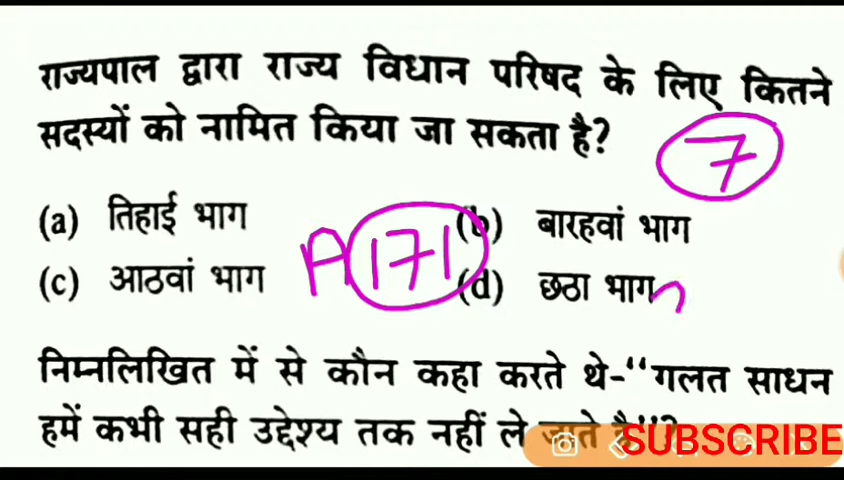 राज्यपाल द्वारा राज्य विधान परिषद के लिए कितने
सदस्यों को नामित किया जा सकता है?
7
(a) तिहाई भाग (b) बारहवां भाग
A 171
(c) आठवां भाग (d) छठा भाग
निम्नलिखित में से कौन कहा करते थे-"गलत साधन
हमें कभी सही उद्देश्य तक नहीं ले जाते है"?
SUBSCRIBE